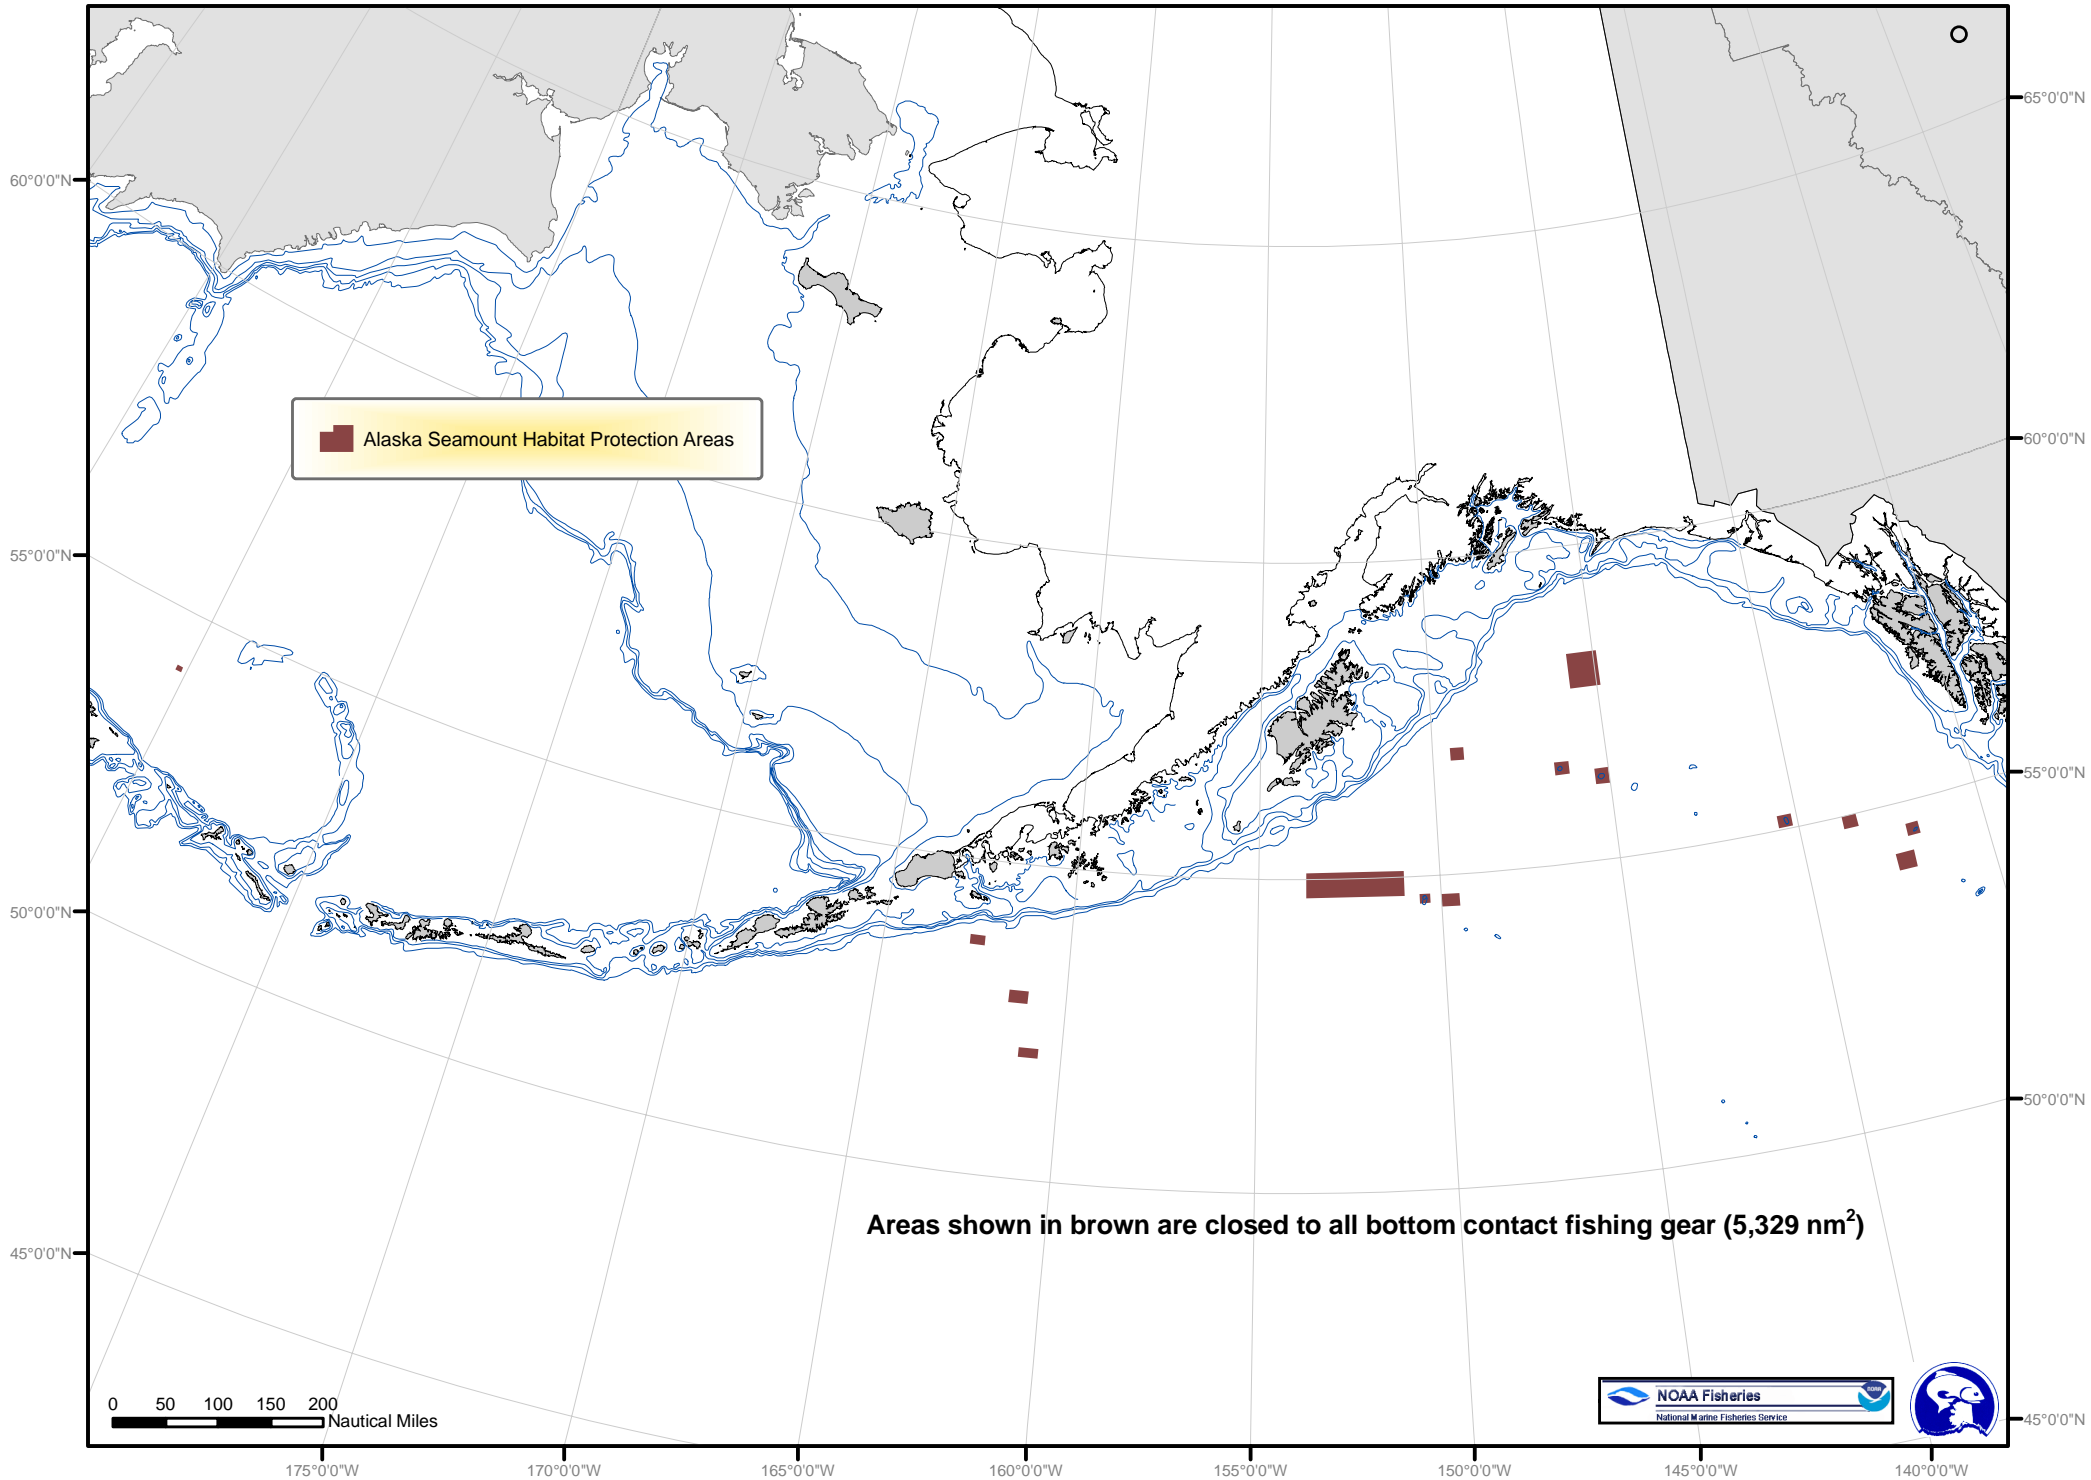 65°0'0"N
60°0'0"N
Alaska Seamount Habitat Protection Areas
60°0'0"N
55°0'0"N
55°0'0"N
50°0'0"N
50°0'0"N
Areas shown in brown are closed to all bottom contact fishing gear (5,329 nm²)
45°0'0"N
NOAA Fisheries
NOAA
National Marine Fisheries Service
0 50 100 150 200
Nautical Miles
45°0'0"N
175°0'0"W 170°0'0"W 165°0'0"W 160°0'0"W 155°0'0"W 150°0'0"W 145°0'0"W 140°0'0"W